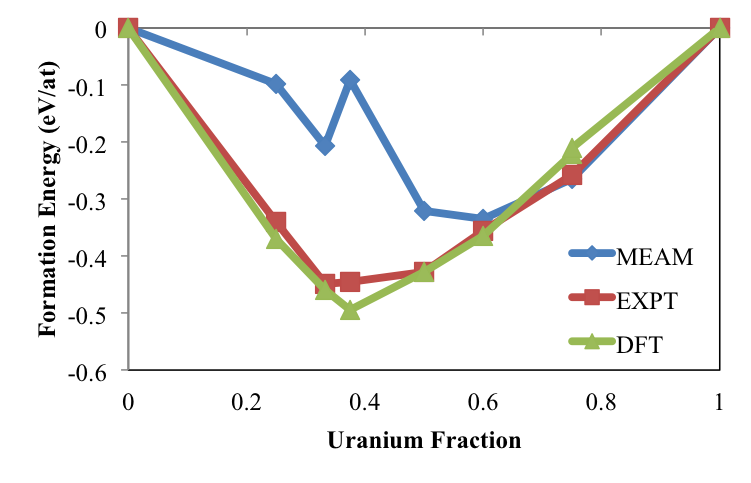 0
-0.1
-0.2
-0.3
-0.4
-0.5
-0.6
Formation Energy (eV/at)
MEAM
EXPT
DFT
0 0.2 0.4 0.6 0.8 1
Uranium Fraction